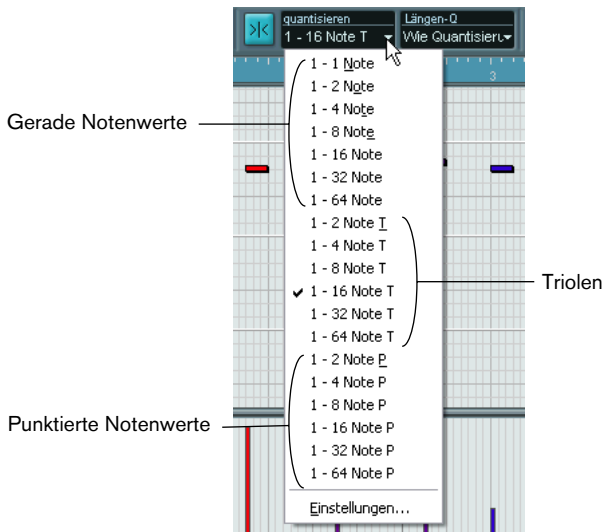 quantisieren
Längen-Q
1 - 16 Note T
Wie Quantisieru
3
1 - 1 Note
1 - 2 Note
1 - 4 Note
1 - 8 Note
1 - 16 Note
1 - 32 Note
1 - 64 Note
Gerade Notenwerte
1 - 2 Note T
1 - 4 Note T
1 - 8 Note T
1 - 16 Note T
1 - 32 Note T
1 - 64 Note T
Triolen
1 - 2 Note P
1 - 4 Note P
1 - 8 Note P
1 - 16 Note P
1 - 32 Note P
1 - 64 Note P
Punktierte Notenwerte
Einstellungen...